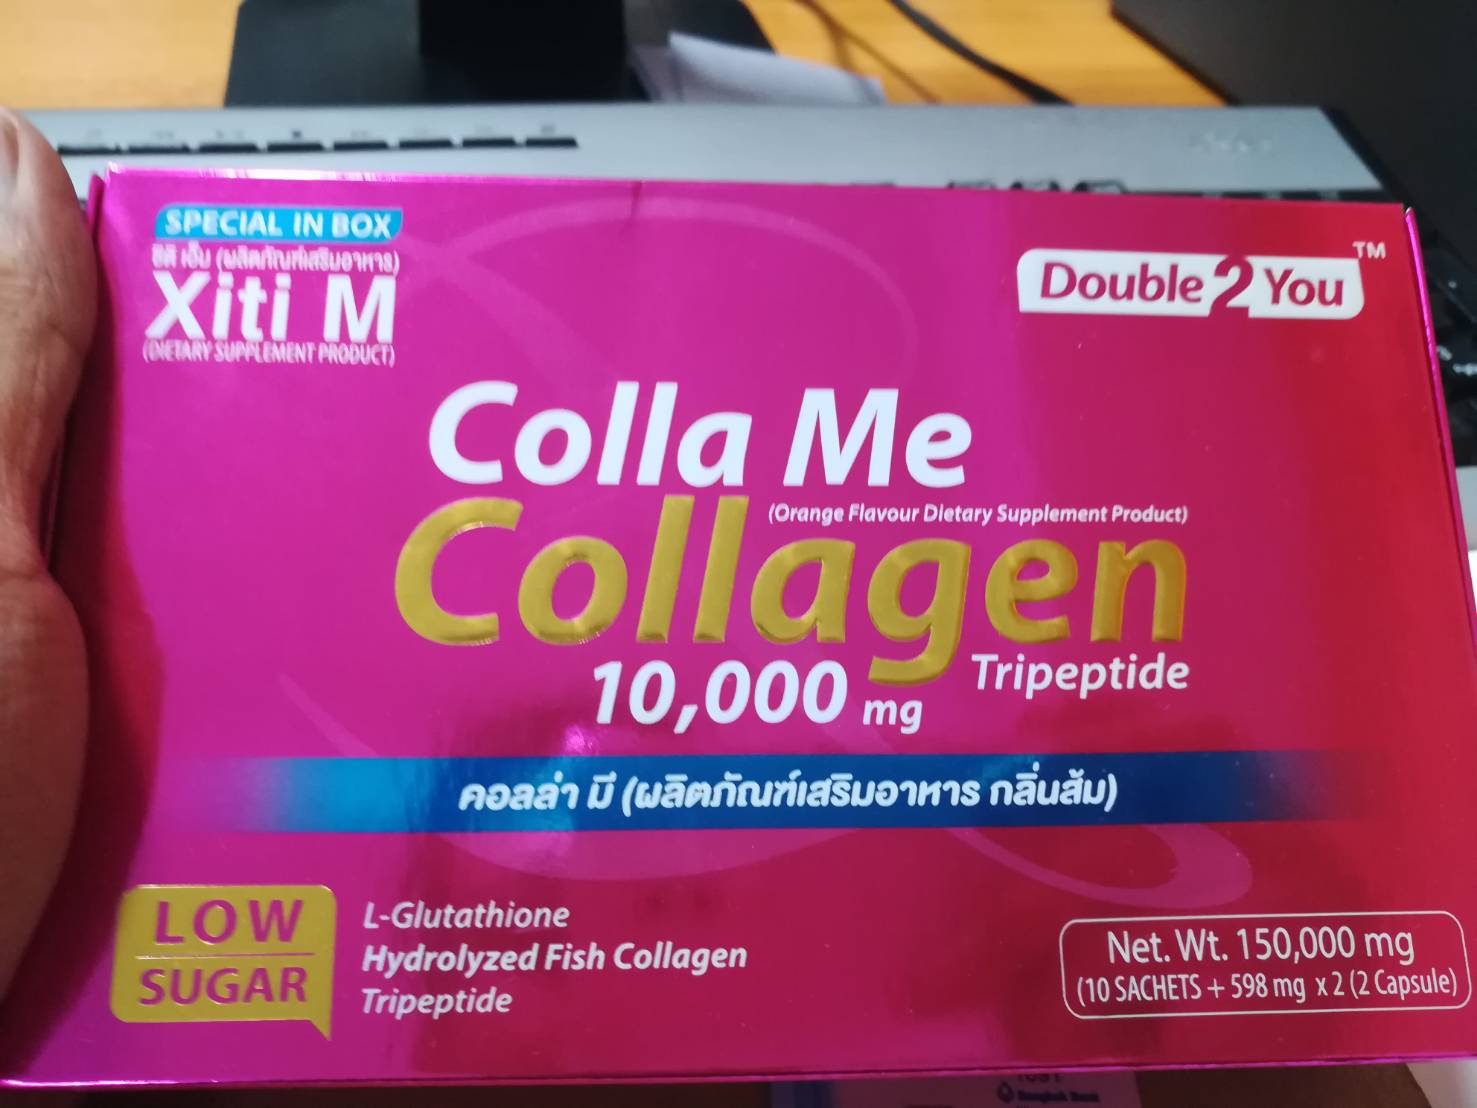 SPECIAL IN BOX
ซิติ เอ็ม (ผลิตภัณฑ์เสริมอาหาร)
Xiti M
(DIETARY SUPPLEMENT PRODUCT)
Double 2 You™
Colla Me
(Orange Flavour Dietary Supplement Product)
Collagen
Tripeptide
10,000 mg
คอลล่า มี (ผลิตภัณฑ์เสริมอาหาร กลิ่นส้ม)
LOW
SUGAR
L-Glutathione
Hydrolyzed Fish Collagen
Tripeptide
Net. Wt. 150,000 mg
(10 SACHETS + 598 mg x 2 (2 Capsule)
Bangkok Bank